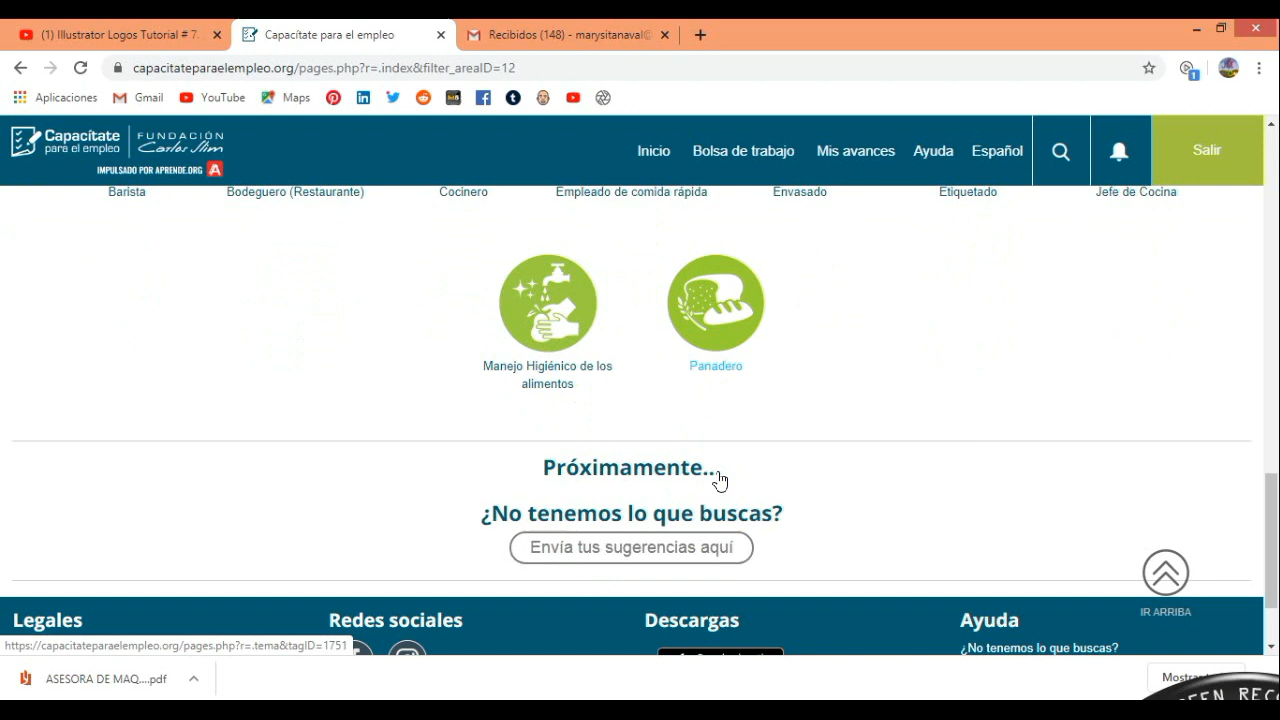 (1) Illustrator Logos Tutorial # 7.
Capacítate para el empleo
Recibidos (148) - marysitanaval@
capacitateparaelempleo.org/pages.php?r=.index&filter_areaID=12
1
Aplicaciones
Gmail
YouTube
Maps
Capacítate
para el empleo
FUNDACIÓN
Carlos Slim
IMPULSADO POR APRENDE.ORG
Inicio
Bolsa de trabajo
Mis avances
Ayuda
Español
Salir
Barista
Bodeguero (Restaurante)
Cocinero
Empleado de comida rápida
Envasado
Etiquetado
Jefe de Cocina
Manejo Higiénico de los
alimentos
Panadero
Próximamente...
¿No tenemos lo que buscas?
Envía tus sugerencias aquí
IR ARRIBA
Legales
Redes sociales
Descargas
Ayuda
https://capacitateparaelempleo.org/pages.php?r=.tema&tagID=1751
¿No tenemos lo que buscas?
ASESORA DE MAQ....pdf